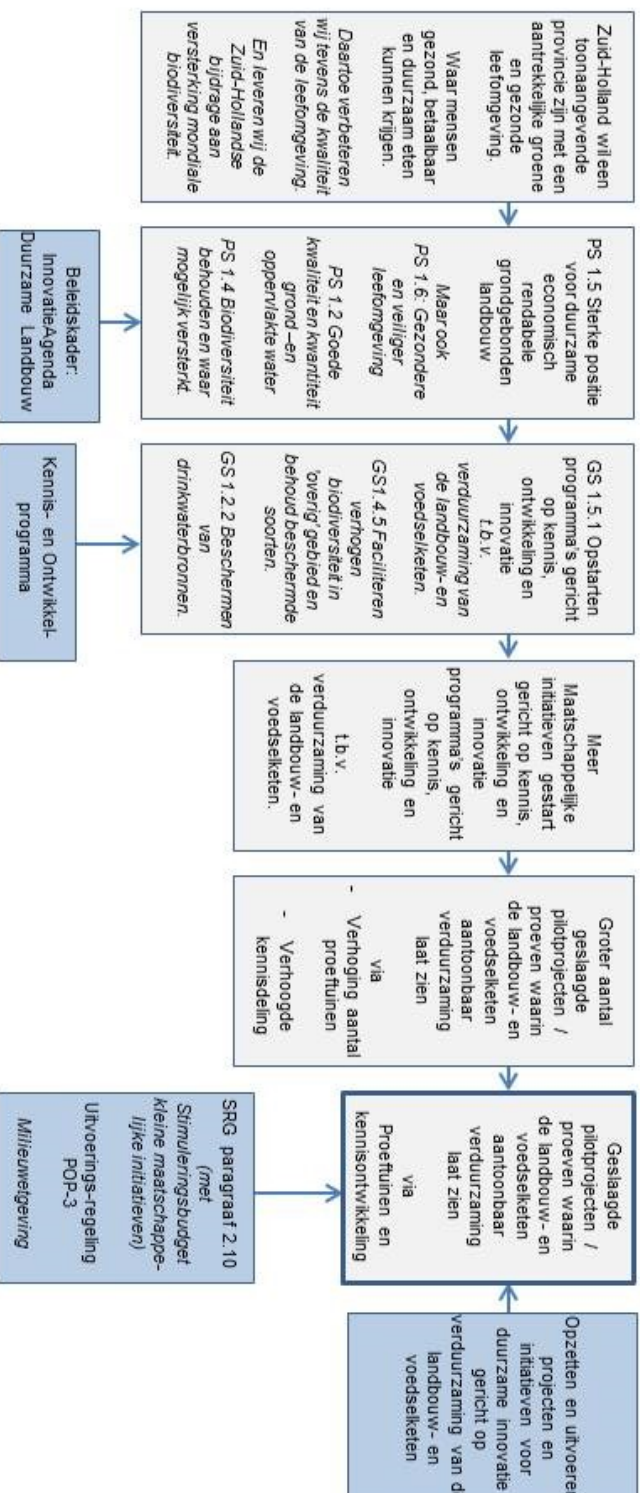 Zuid-Holland wil een
toonaangevende
provincie zijn met een
aantrekkelijke groene
en gezonde
leefomgeving.
Waar mensen
gezond, betaalbaar
en duurzaam eten
kunnen krijgen.
Daartoe verbeteren
wij tevens de kwaliteit
van de leefomgeving.
En leveren wij de
Zuid-Hollandse
bijdrage aan
versterking mondiale
biodiversiteit.
PS 1.5 Sterke positie
voor duurzame
economisch
rendabele
grondgebonden
landbouw
Maar ook
PS 1.6: Gezondere
en veiliger
leefomgeving
PS 1.2 Goede
kwaliteit en kwantiteit
grond –en
oppervlakte water
PS 1.4 Biodiversiteit
behouden en waar
mogelijk versterkt.
Beleidskader:
InnovatieAgenda
Duurzame Landbouw
GS 1.5.1 Opstarten
programma's gericht
op kennis,
ontwikkeling en
innovatie
t.b.v.
verduurzaming van
de landbouw- en
voedselketen.
GS1.4.5 Faciliteren
verhogen
biodiversiteit in
'overig' gebied en
behoud beschermde
soorten.
GS 1.2.2 Beschermen
van
drinkwaterbronnen.
Kennis- en Ontwikkel-
programma
Meer
Maatschappelijke
initiatieven gestart
gericht op kennis,
ontwikkeling en
innovatie
programma's gericht
op kennis,
ontwikkeling en
innovatie
t.b.v.
verduurzaming van
de landbouw- en
voedselketen.
Groter aantal
geslaagde
pilotprojecten /
proeven waarin
de landbouw- en
voedselketen
aantoonbaar
verduurzaming
laat zien
via
- Verhoging aantal
proeftuinen
- Verhoogde
kennisdeling
Geslaagde
pilotprojecten /
proeven waarin
de landbouw- en
voedselketen
aantoonbaar
verduurzaming
laat zien
via
Proeftuinen en
kennisontwikkeling
SRG paragraaf 2.10
(met
Stimuleringsbudget
kleine maatschappe-
lijke initiatieven)
Uitvoerings-regeling
POP-3
Milieuwetgeving
Opzetten en uitvoeren
projecten en
initiatieven voor
duurzame innovatie
gericht op
verduurzaming van d
landbouw- en
voedselketen